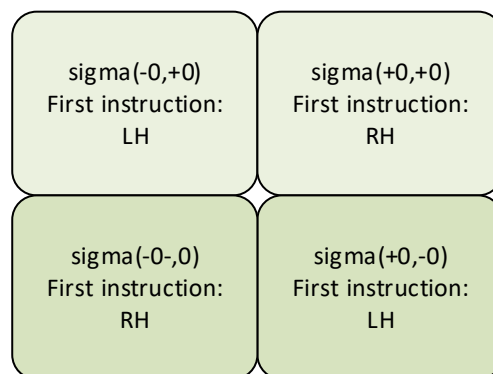 sigma(-0,+0)
First instruction:
LH
sigma(+0,+0)
First instruction:
RH
sigma(-0-,0)
First instruction:
RH
sigma(+0,-0)
First instruction:
LH